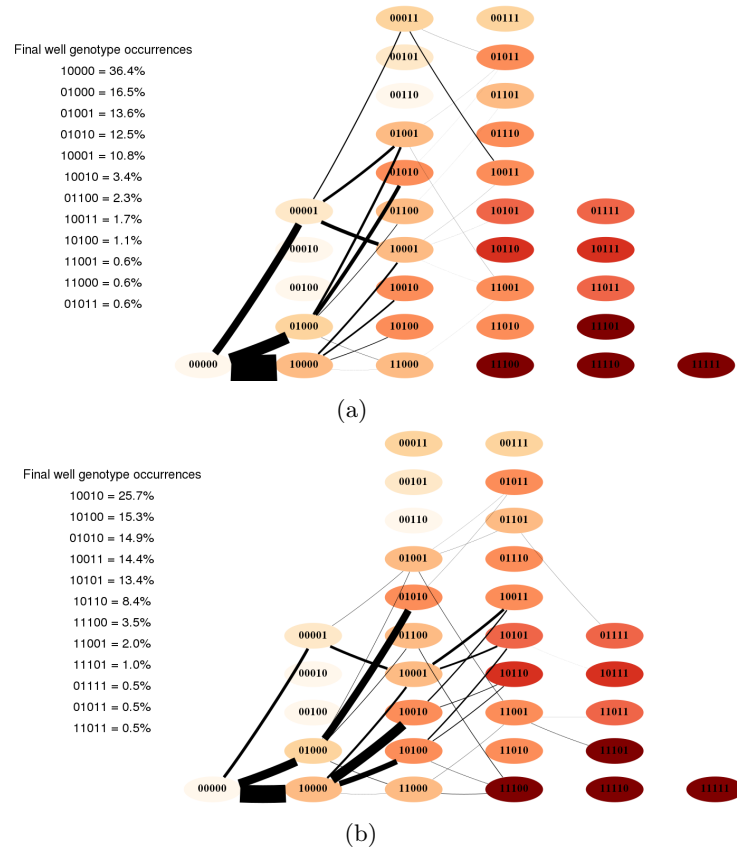 Final well genotype occurrences
10000 = 36.4%
01000 = 16.5%
01001 = 13.6%
01010 = 12.5%
10001 = 10.8%
10010 = 3.4%
01100 = 2.3%
10011 = 1.7%
10100 = 1.1%
11001 = 0.6%
11000 = 0.6%
01011 = 0.6%
00011 00111
00101 01011
00110 01101
01001 01110
01010 10011
00001 01100 10101 01111
00010 10001 10110 10111
00100 10010 11001 11011
01000 10100 11010 11101
00000 10000 11000 11100 11110 11111
(a)
Final well genotype occurrences
10010 = 25.7%
10100 = 15.3%
01010 = 14.9%
10011 = 14.4%
10101 = 13.4%
10110 = 8.4%
11100 = 3.5%
11001 = 2.0%
11101 = 1.0%
01111 = 0.5%
01011 = 0.5%
11011 = 0.5%
00011 00111
00101 01011
00110 01101
01001 01110
01010 10011
00001 01100 10101 01111
00010 10001 10110 10111
00100 10010 11001 11011
01000 10100 11010 11101
00000 10000 11000 11100 11110 11111
(b)